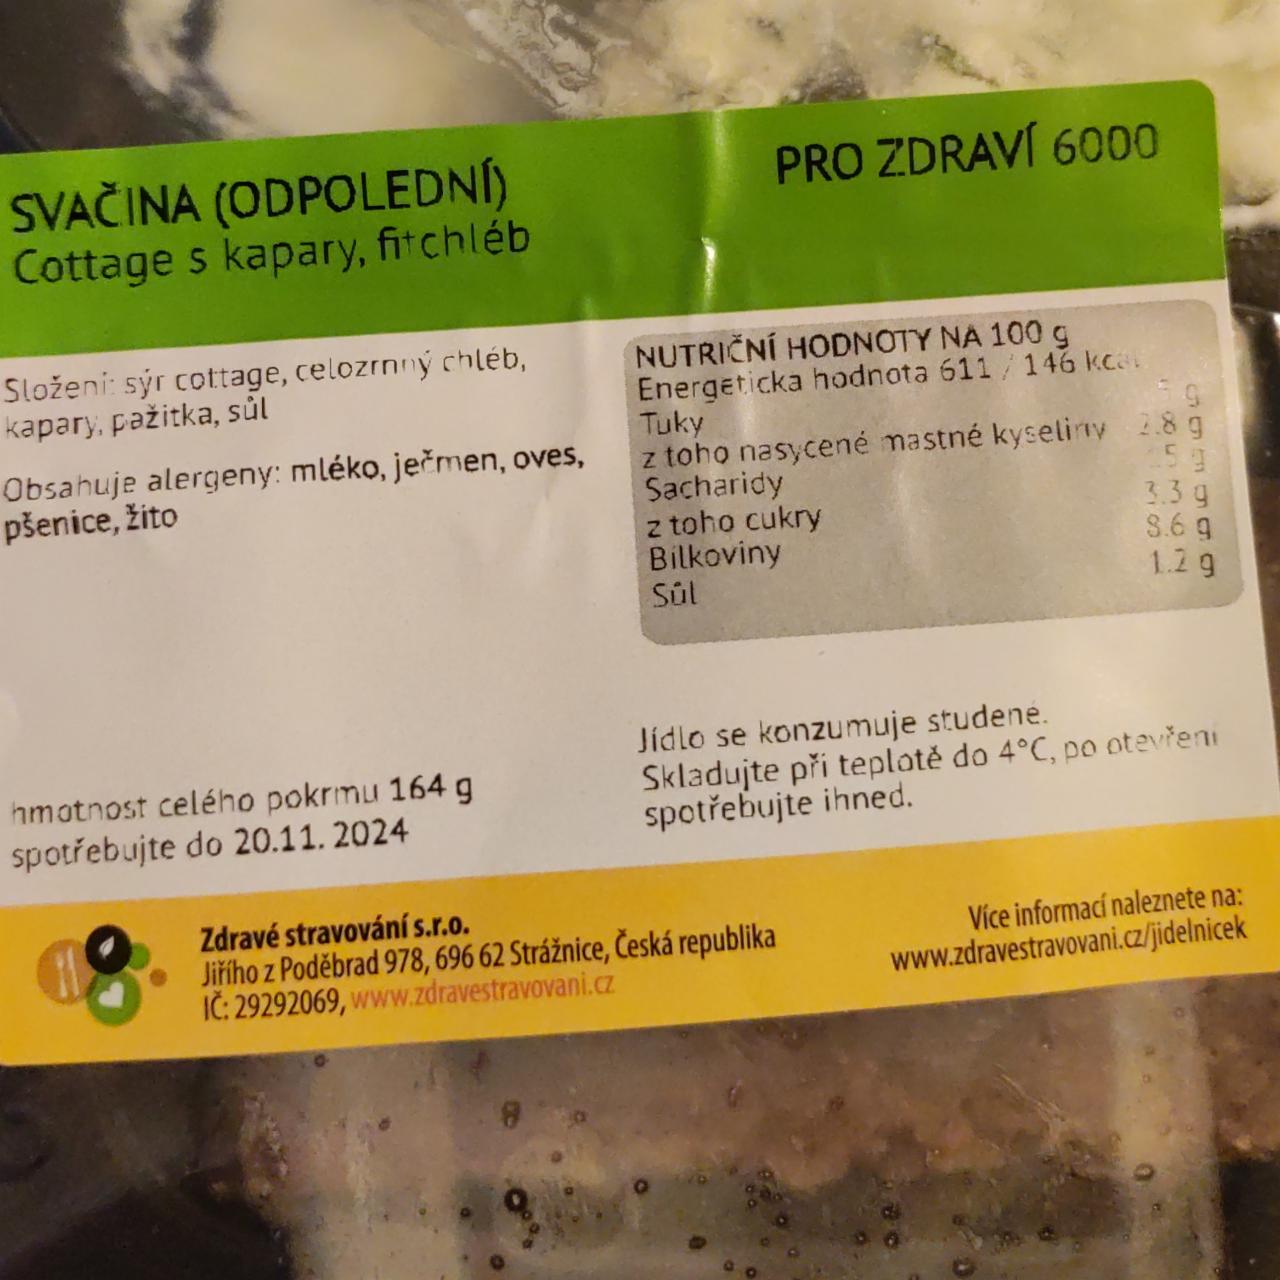 SVAČINA (ODPOLEDNÍ)
Cottage s kapary, fitchléb
PRO ZDRAVÍ 6000
Složení: sýr cottage, celozrnný chléb,
kapary, pažitka, sůl
Obsahuje alergeny: mléko, ječmen, oves,
pšenice, žito
hmotnost celého pokrmu 164 g
spotřebujte do 20.11. 2024
NUTRIČNÍ HODNOTY NA 100 g
Energetická hodnota 611 / 146 kcal
Tuky g
z toho nasycené mastné kyseliny 2.8 g
Sacharidy g
z toho cukry 3.3 g
Bílkoviny 8.6 g
Sůl 1.2 g
Jídlo se konzumuje studené.
Skladujte při teplotě do 4°C, po otevření
spotřebujte ihned.
Zdravé stravování s.r.o.
Jiřího z Poděbrad 978, 696 62 Strážnice, Česká republika
IČ: 29292069, www.zdravestravovani.cz
Více informací naleznete na:
www.zdravestravovani.cz/jidelnicek